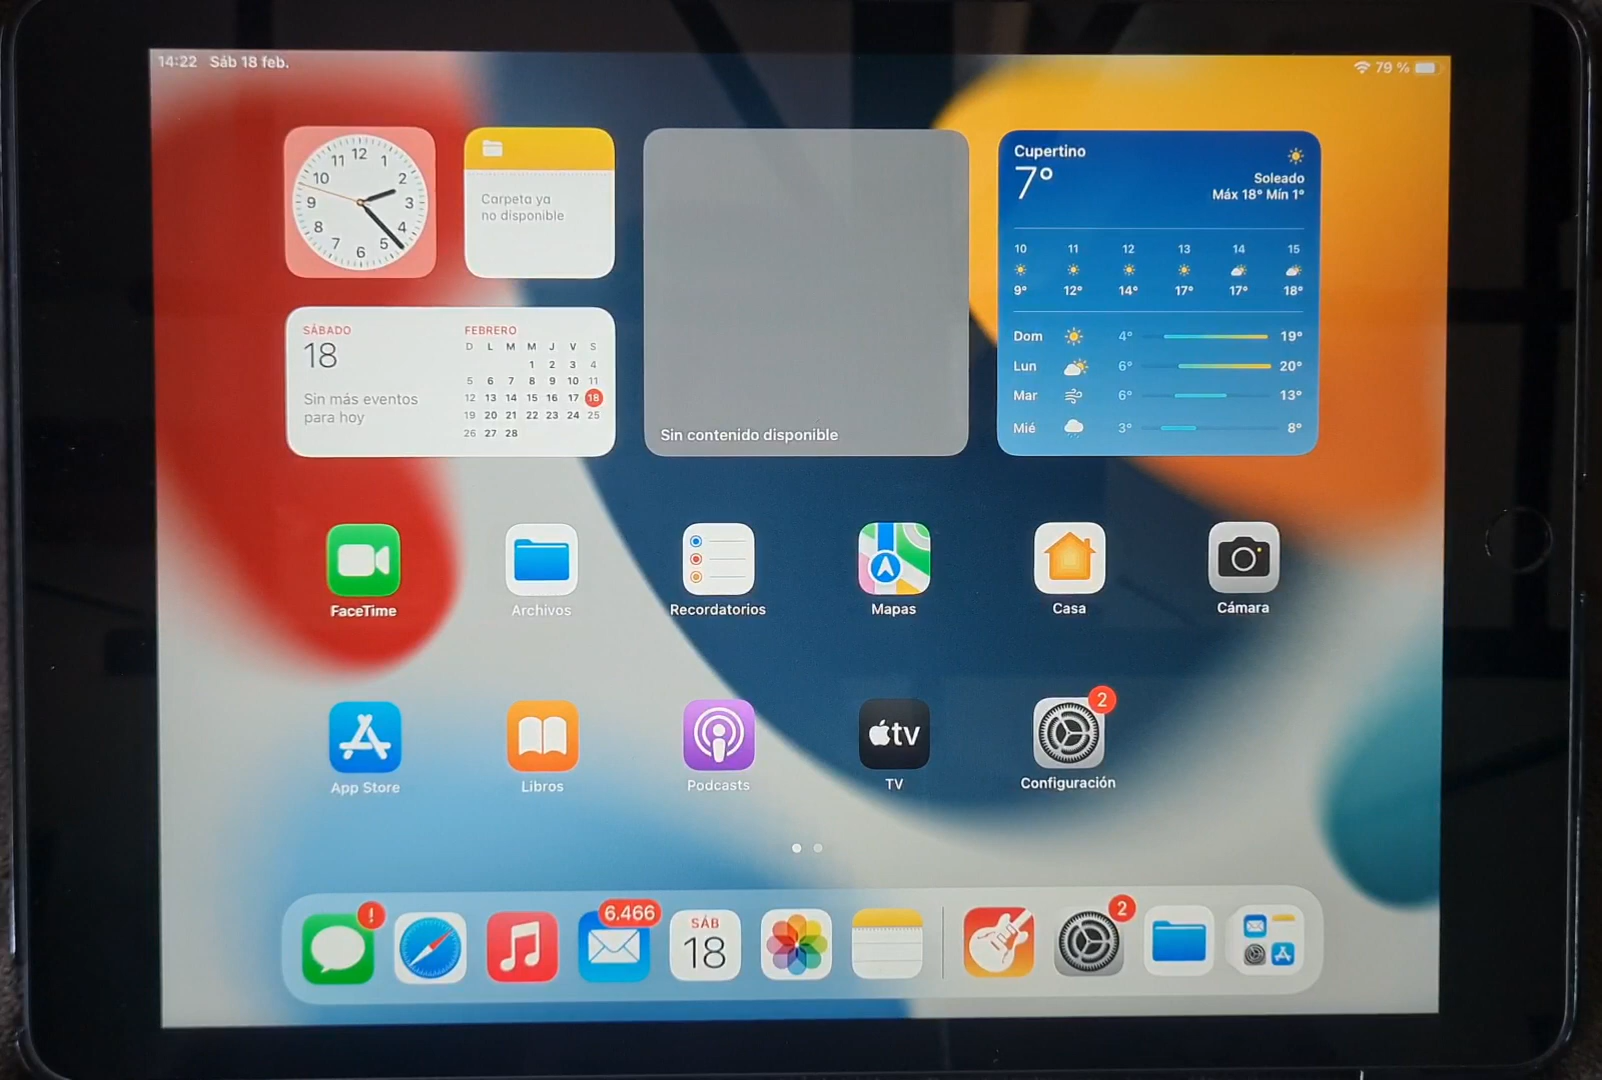 14:22 Sáb 18 feb.
79 %
12
11 1
10 2
9 3
8 4
7 5
6
Carpeta ya
no disponible
Sin contenido disponible
Cupertino
7°
Soleado
Máx 18° Mín 1°
10 11 12 13 14 15
9° 12° 14° 17° 17° 18°
Dom 4° 19°
Lun 6° 20°
Mar 6° 13°
Mié 3° 8°
SÁBADO
18
Sin más eventos
para hoy
FEBRERO
D L M M J V S
1 2 3 4
5 6 7 8 9 10 11
12 13 14 15 16 17 18
19 20 21 22 23 24 25
26 27 28
FaceTime
Archivos
Recordatorios
Mapas
Casa
Cámara
App Store
Libros
Podcasts
tv
TV
2
Configuración
!
6.466
SÁB
18
2